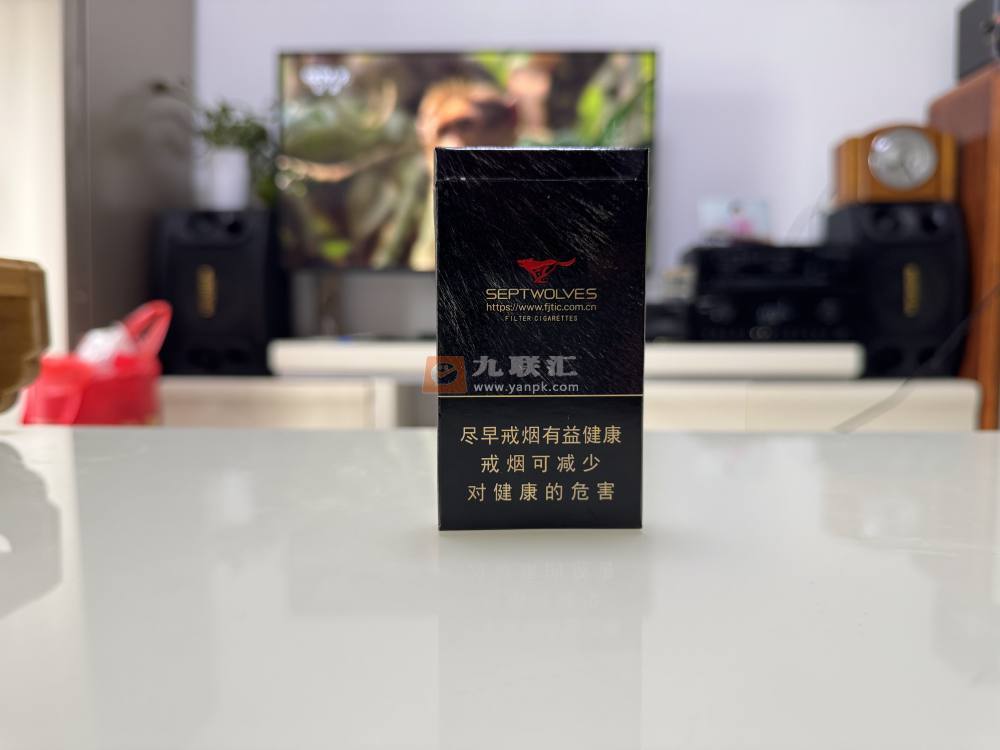 SEPTWOLVES
https://www.fjtic.com.cn
FILTER CIGARETTES
九联汇
www.yanpk.com
尽早戒烟有益健康
戒烟可减少
对健康的危害